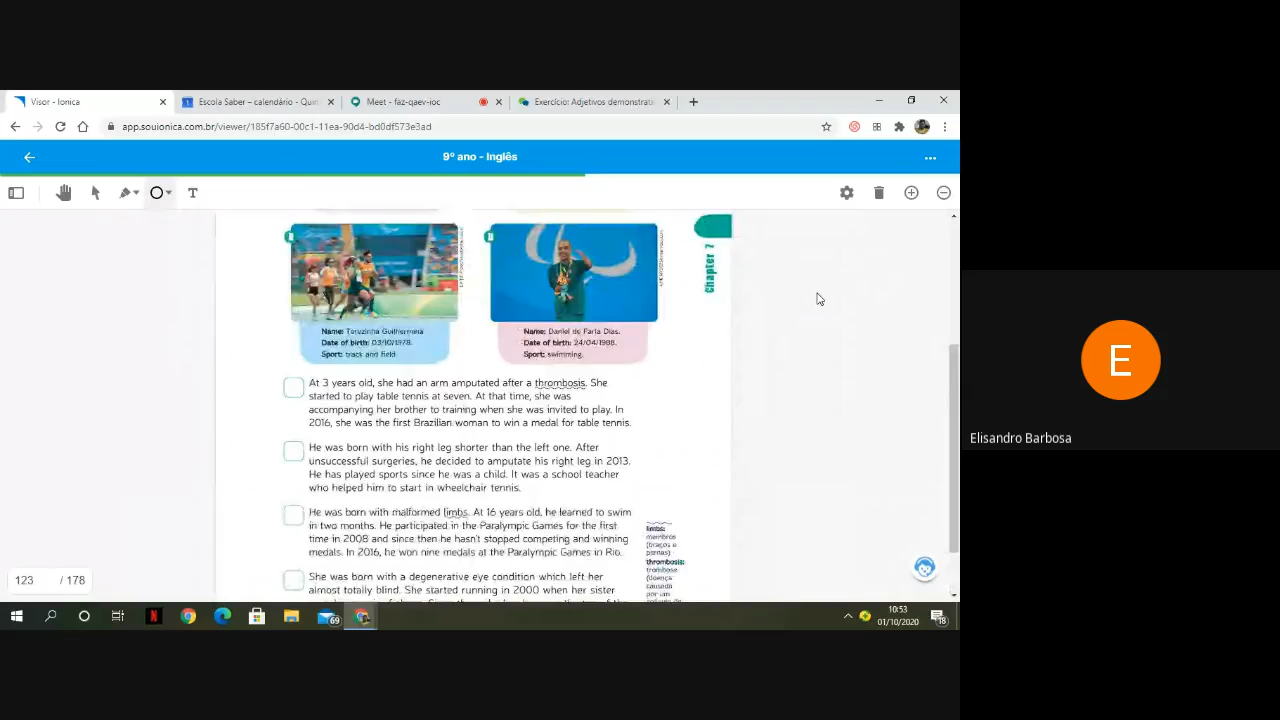 Visor - Ionica
Escola Saber – calendário - Quin
Meet - faz-qaev-ioc
Exercício: Adjetivos demonstrati
app.souionica.com.br/viewer/185f7a60-00c1-11ea-90d4-bd0df573e3ad
9º ano - Inglês
T
Chapter 7
Name: Terezinha Guilhermina
Date of birth: 03/10/1978.
Sport: track and field
Name: Daniel de Faria Dias.
Date of birth: 24/04/1988.
Sport: swimming.
At 3 years old, she had an arm amputated after a thrombosis. She
started to play table tennis at seven. At that time, she was
accompanying her brother to training when she was invited to play. In
2016, she was the first Brazilian woman to win a medal for table tennis.
He was born with his right leg shorter than the left one. After
unsuccessful surgeries, he decided to amputate his right leg in 2013.
He has played sports since he was a child. It was a school teacher
who helped him to start in wheelchair tennis.
He was born with malformed limbs. At 16 years old, he learned to swim
in two months. He participated in the Paralympic Games for the first
time in 2008 and since then he hasn't stopped competing and winning
medals. In 2016, he won nine medals at the Paralympic Games in Rio.
She was born with a degenerative eye condition which left her
almost totally blind. She started running in 2000 when her sister
limbs:
membros
(braços e
pernas)
thrombosis:
trombose
(doença
causada
por um
123 / 178
69
10:53
01/10/2020
18
E
Elisandro Barbosa